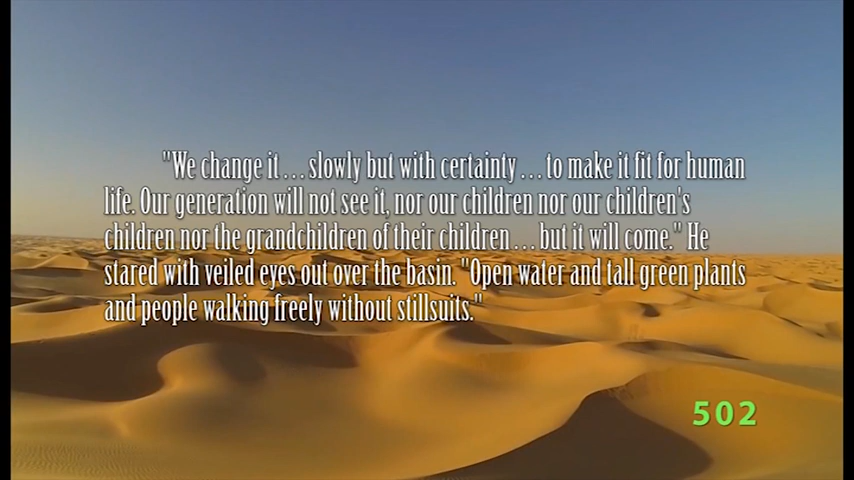 "We change it . . . slowly but with certainty . . . to make it fit for human
life. Our generation will not see it, nor our children nor our children's
children nor the grandchildren of their children . . . but it will come." He
stared with veiled eyes out over the basin. "Open water and tall green plants
and people walking freely without stillsuits."
502